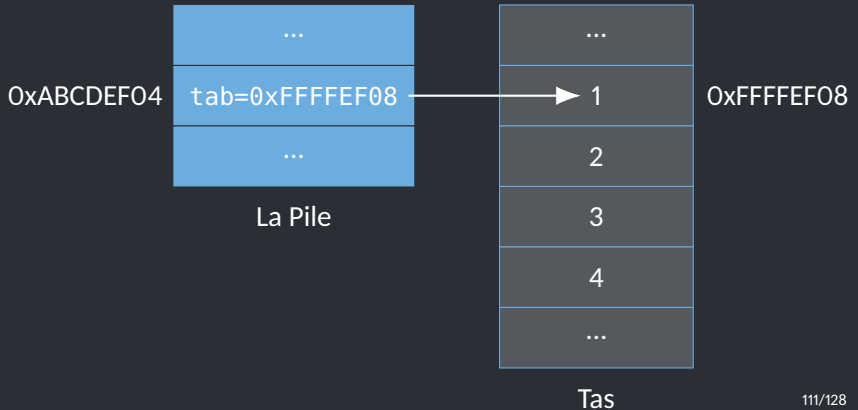 ...
0xABCDEF04
tab=0xFFFFEF08
...
La Pile
...
1
0xFFFFEF08
2
3
4
...
Tas
111/128